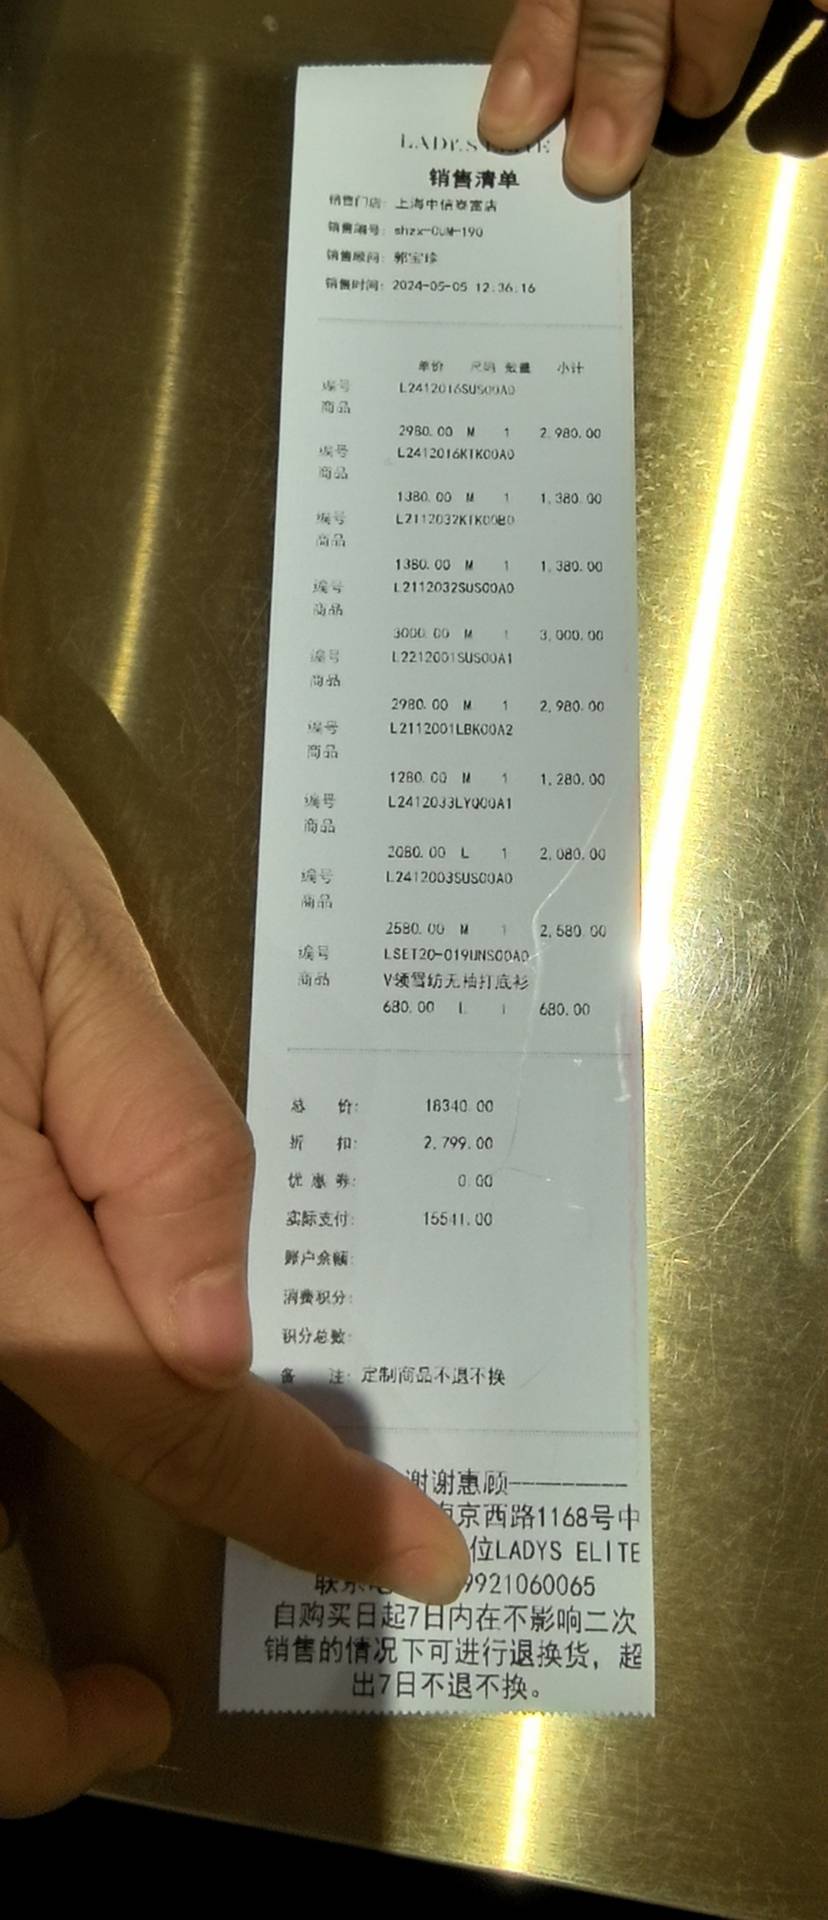 销售清单
销售门店: 上海中信泰富店
销售编号: shzx-CUM-190
销售顾问: 郭宝珍
销售时间: 2024-05-05 12:36:16
单价 尺码 数量 小计
编号 L2412016SUS00A0
商品
2980.00 M 1 2,980.00
编号 L2412016KTK00A0
商品
1380.00 M 1 1,380.00
编号 L2112032KTK00B0
商品
1380.00 M 1 1,380.00
编号 L2112032SUS00A0
商品
3000.00 M 1 3,000.00
编号 L2212001SUS00A1
商品
2980.00 M 1 2,980.00
编号 L2112001LBK00A2
商品
1280.00 M 1 1,280.00
编号 L2412033LYQ00A1
商品
2080.00 L 1 2,080.00
编号 L2412003SUS00A0
商品
2580.00 M 1 2,580.00
编号 LSET20-019UNS00A0
商品 V领雪纺无袖打底衫
680.00 L 1 680.00
总 价: 18340.00
折 扣: 2,799.00
优 惠 券: 0.00
实际支付: 15541.00
账户余额:
消费积分:
积分总数:
备 注: 定制商品不退不换
谢谢惠顾————————
京西路1168号中
位LADYS ELITE
9921060065
自购买日起7日内在不影响二次
销售的情况下可进行退换货, 超
出7日不退不换。